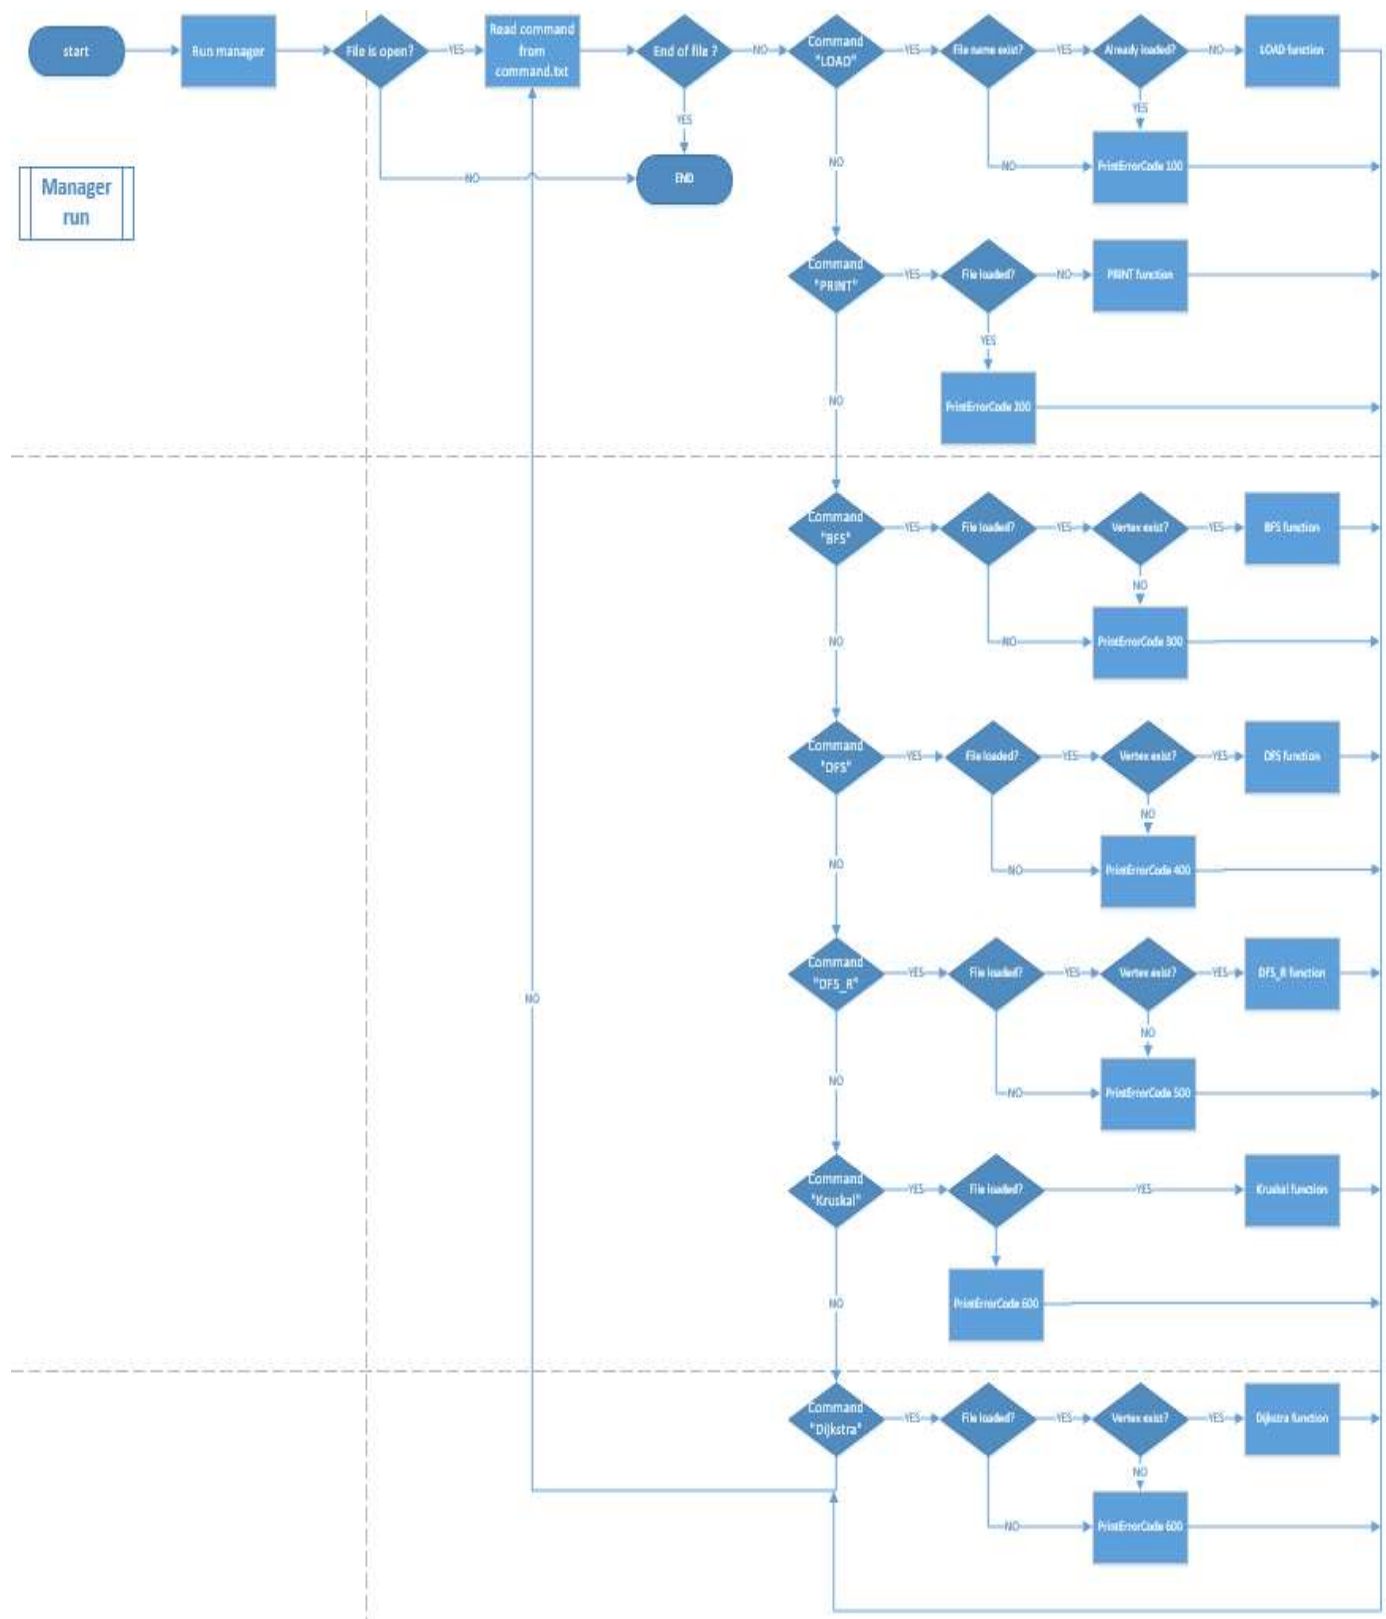 start
Run manager
File is open?
YES
Read command
from
command.txt
End of file ?
NO
Command
"LOAD"
YES
File name exist?
YES
Already loaded?
NO
LOAD function
YES
YES
NO
NO
PrintErrorCode 100
NO
END
Manager
run
Command
"PRINT"
YES
File loaded?
NO
PRINT function
YES
NO
PrintErrorCode 200
Command
"BFS"
YES
File loaded?
YES
Vertex exist?
YES
BFS function
NO
NO
NO
PrintErrorCode 300
Command
"DFS"
YES
File loaded?
YES
Vertex exist?
YES
DFS function
NO
NO
NO
PrintErrorCode 400
Command
"DFS_R"
YES
File loaded?
YES
Vertex exist?
YES
DFS_R function
NO
NO
NO
NO
PrintErrorCode 500
Command
"Kruskal"
YES
File loaded?
YES
Kruskal function
NO
PrintErrorCode 600
Command
"Dijkstra"
YES
File loaded?
YES
Vertex exist?
YES
Dijkstra function
NO
NO
PrintErrorCode 600